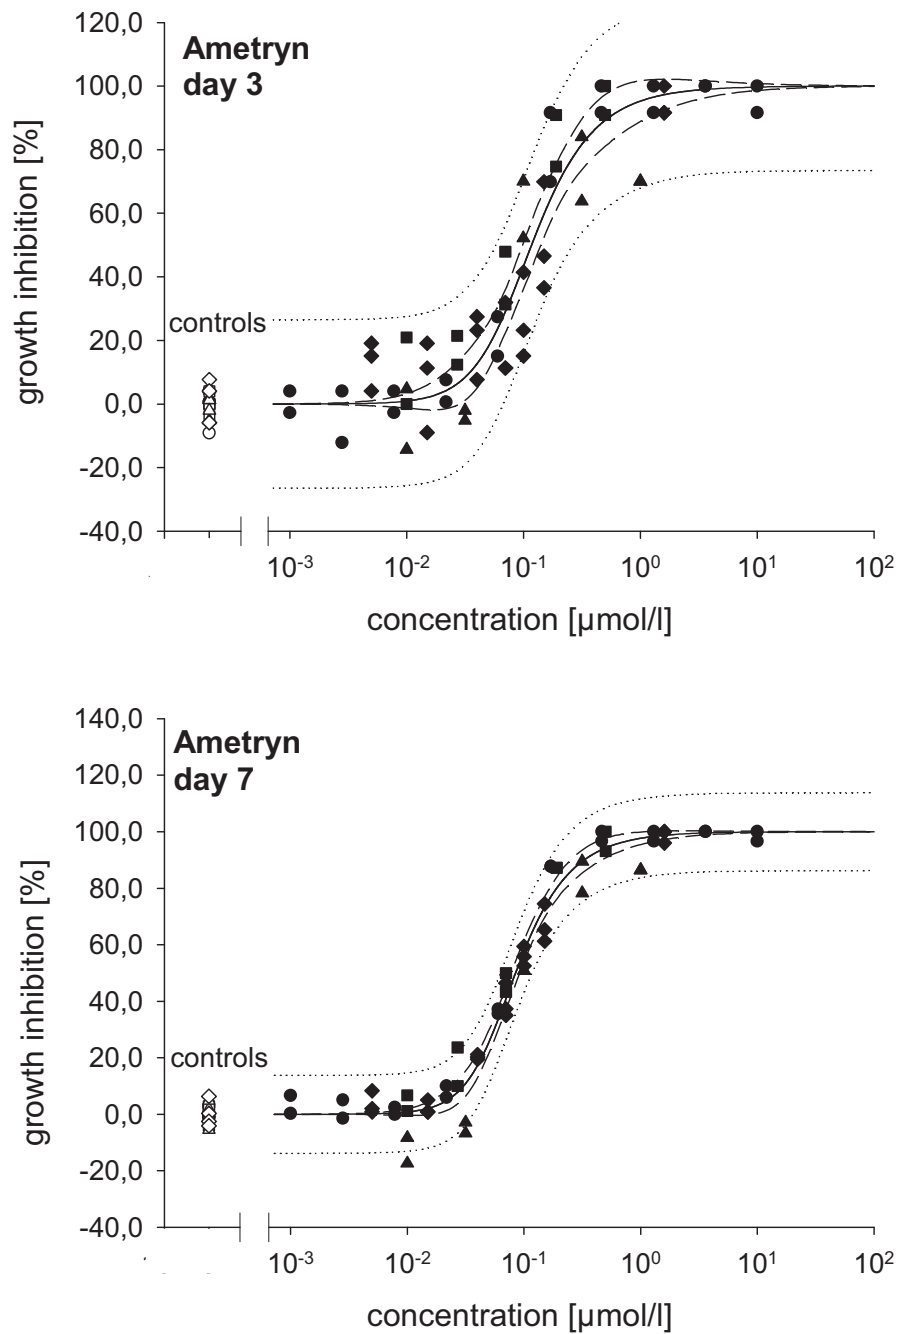 120,0
Ametryn
day 3
100,0
80,0
60,0
40,0
controls
20,0
0,0
-20,0
-40,0
growth inhibition [%]
10-3 10-2 10-1 100 101 102
concentration [µmol/l]
140,0
Ametryn
day 7
120,0
100,0
80,0
60,0
40,0
controls
20,0
0,0
-20,0
-40,0
growth inhibition [%]
10-3 10-2 10-1 100 101 102
concentration [µmol/l]